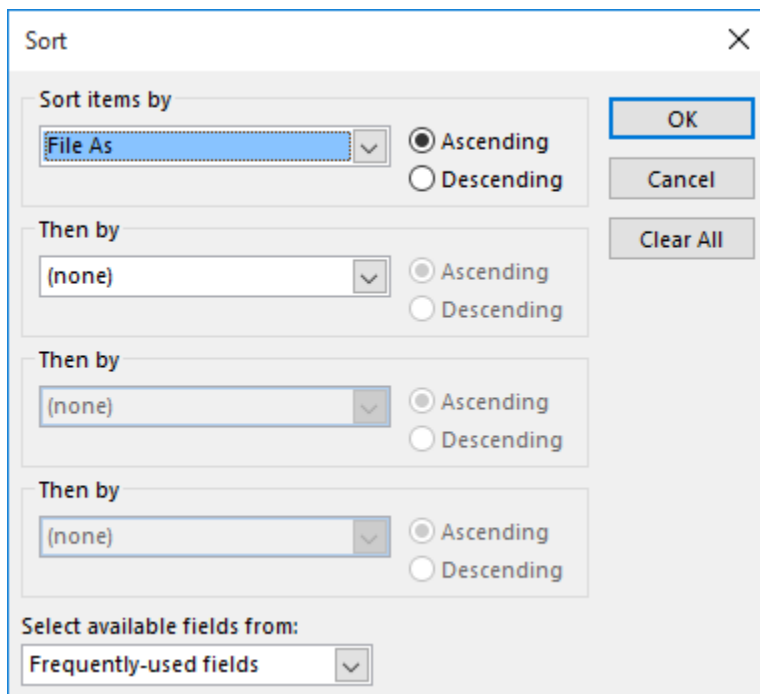 Sort
Sort items by
File As
Ascending
Descending
OK
Cancel
Clear All
Then by
(none)
Ascending
Descending
Then by
(none)
Ascending
Descending
Then by
(none)
Ascending
Descending
Select available fields from:
Frequently-used fields